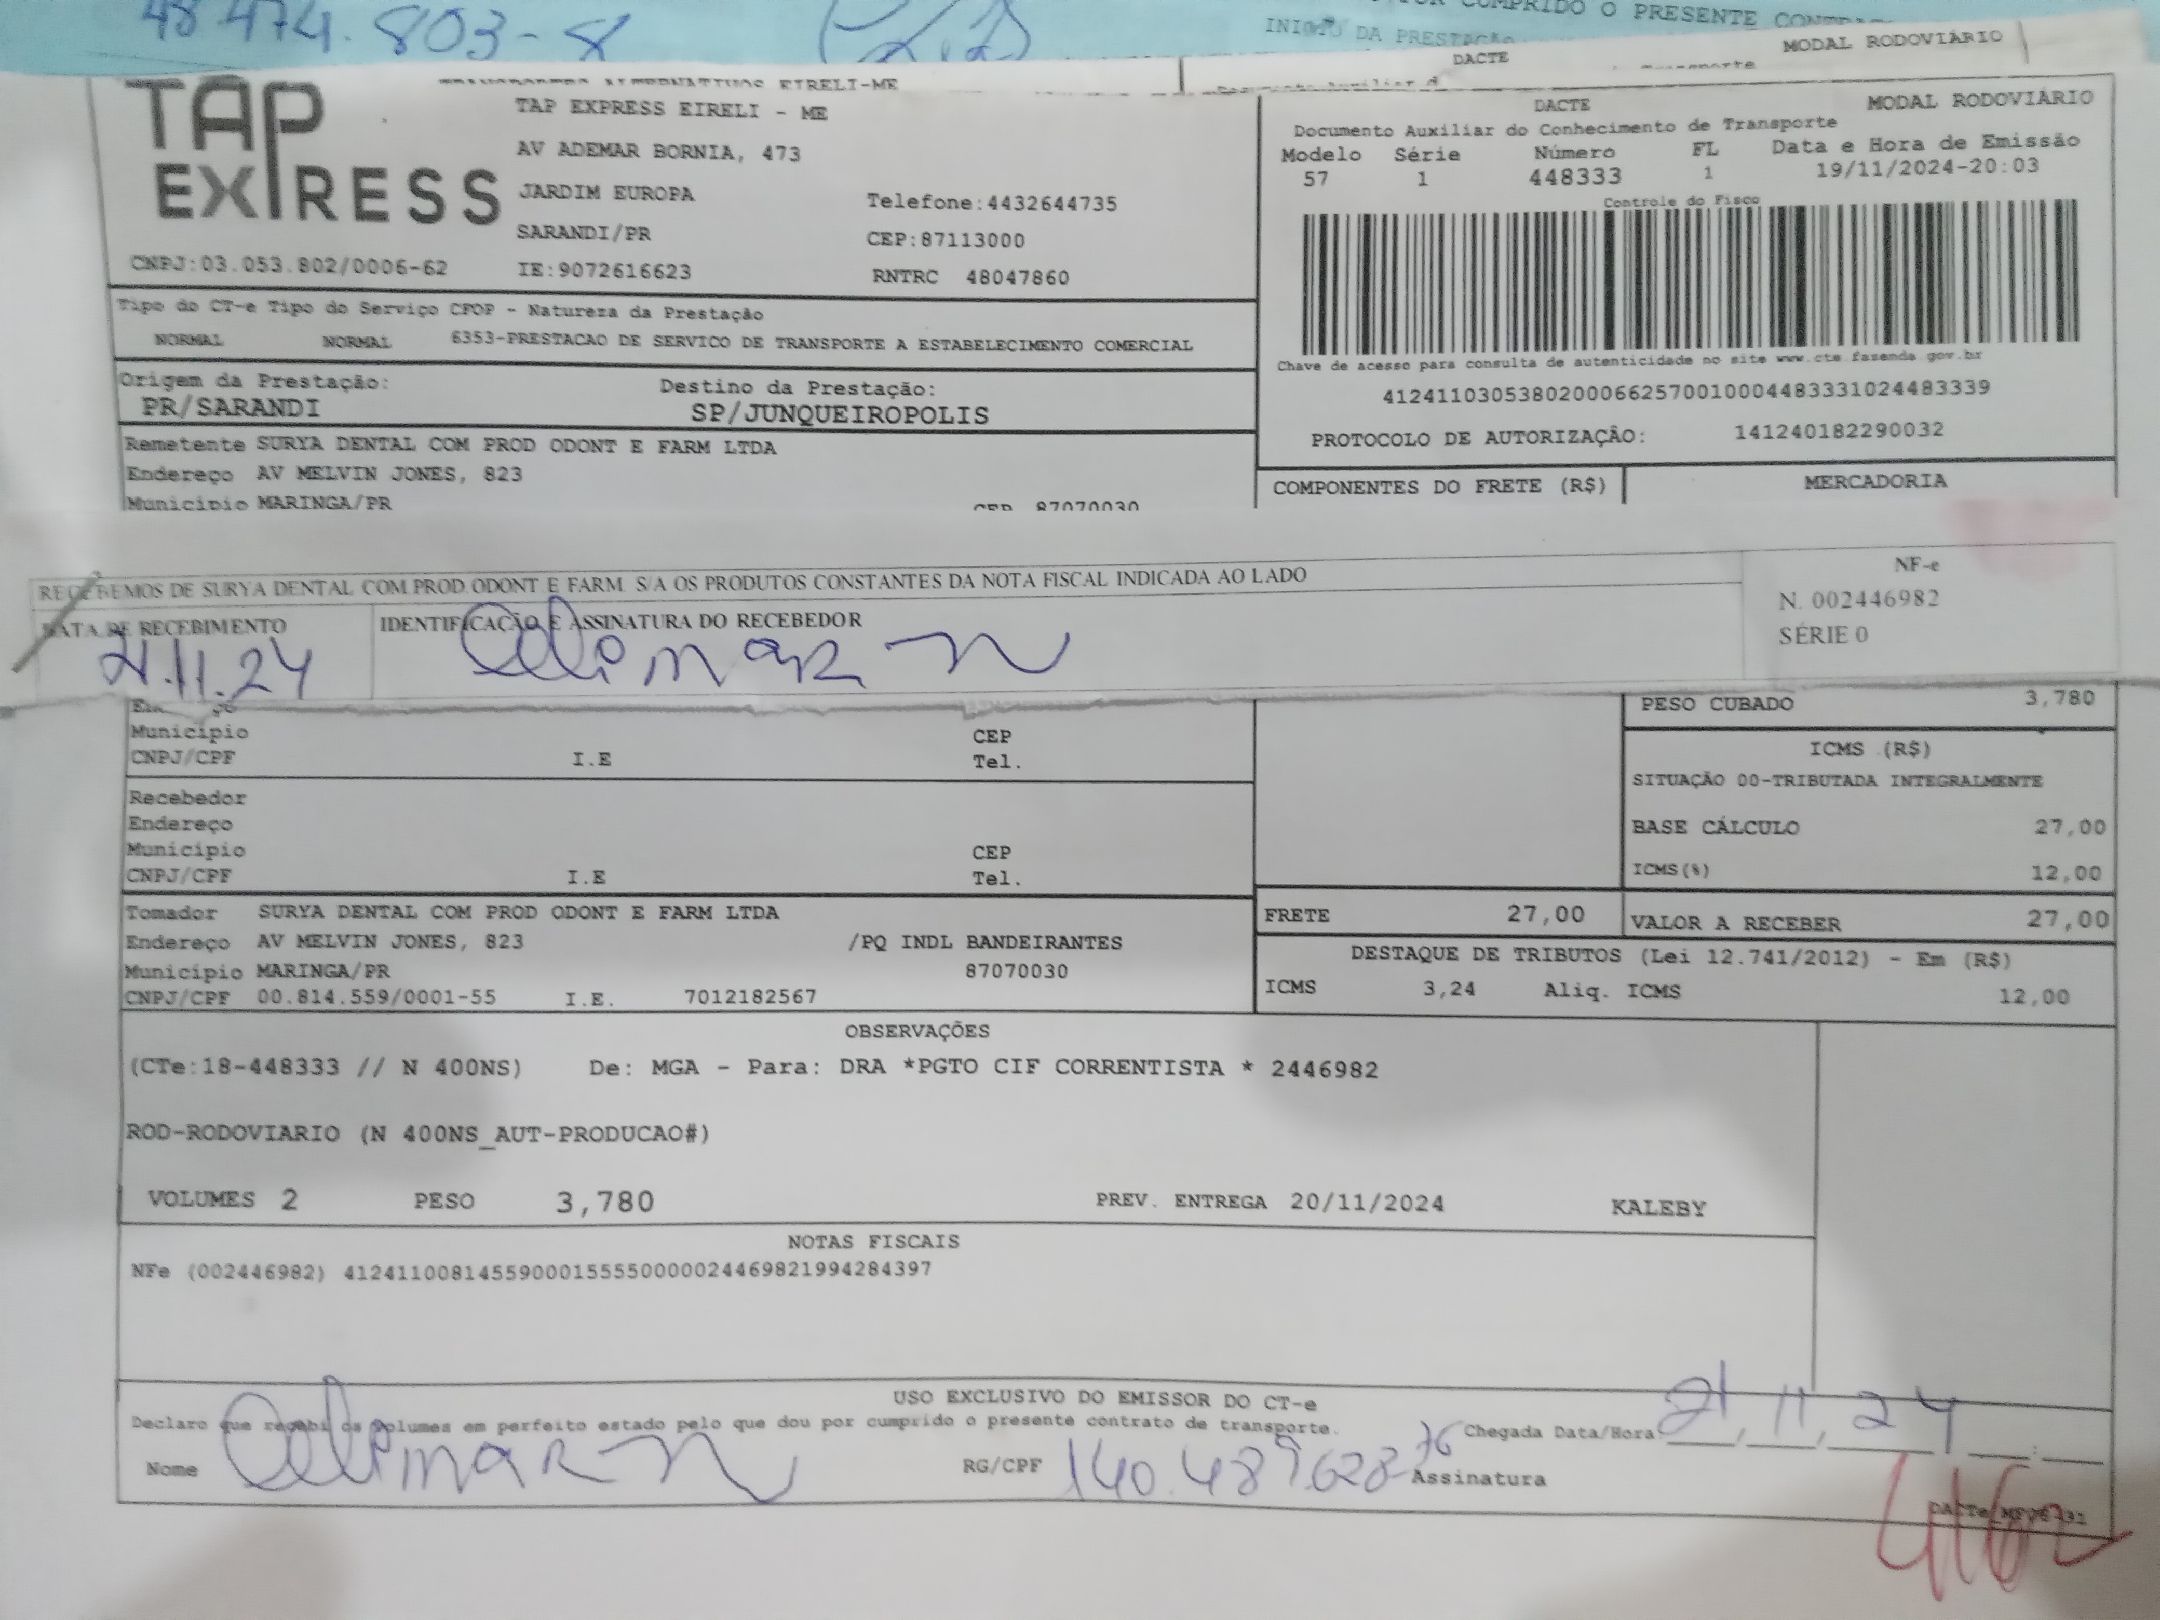 48.474.803-8
CUMPRIDO O PRESENTE
INICIO DA PRESTAÇÃO
DACTE MODAL RODOVIÁRIO
EIRELI-ME
TAP EXPRESS
TAP EXPRESS EIRELI - ME
AV ADEMAR BORNIA, 473
JARDIM EUROPA Telefone:4432644735
SARANDI/PR CEP:87113000
CNPJ:03.053.802/0006-62 IE:9072616623 RNTRC 48047860
DACTE MODAL RODOVIÁRIO
Documento Auxiliar do Conhecimento de Transporte
Modelo Série Número FL Data e Hora de Emissão
57 1 448333 1 19/11/2024-20:03
Controle do Fisco
Chave de acesso para consulta de autenticidade no site www.cte.fazenda.gov.br
41241103053802000662570010004483331024483339
PROTOCOLO DE AUTORIZAÇÃO: 141240182290032
Tipo do CT-e Tipo do Serviço CFOP - Natureza da Prestação
NORMAL NORMAL 6353-PRESTACAO DE SERVICO DE TRANSPORTE A ESTABELECIMENTO COMERCIAL
Origem da Prestação: Destino da Prestação:
PR/SARANDI SP/JUNQUEIROPOLIS
Remetente SURYA DENTAL COM PROD ODONT E FARM LTDA
Endereço AV MELVIN JONES, 823
Município MARINGA/PR CEP 87070030
COMPONENTES DO FRETE (R$) MERCADORIA
RECEBEMOS DE SURYA DENTAL COM PROD ODONT E FARM. S/A OS PRODUTOS CONSTANTES DA NOTA FISCAL INDICADA AO LADO
NF-e
N. 002446982
SÉRIE 0
DATA DE RECEBIMENTO IDENTIFICAÇÃO E ASSINATURA DO RECEBEDOR
21.11.24
PESO CUBADO 3,780
Município CEP
CNPJ/CPF I.E Tel.
ICMS (R$)
SITUAÇÃO 00-TRIBUTADA INTEGRALMENTE
BASE CÁLCULO 27,00
ICMS(%) 12,00
Recebedor
Endereço
Município CEP
CNPJ/CPF I.E Tel.
Tomador SURYA DENTAL COM PROD ODONT E FARM LTDA
Endereço AV MELVIN JONES, 823 /PQ INDL BANDEIRANTES
Município MARINGA/PR 87070030
CNPJ/CPF 00.814.559/0001-55 I.E. 7012182567
FRETE 27,00 VALOR A RECEBER 27,00
DESTAQUE DE TRIBUTOS (Lei 12.741/2012) - Em (R$)
ICMS 3,24 Aliq. ICMS 12,00
OBSERVAÇÕES
(CTe:18-448333 // N 400NS) De: MGA - Para: DRA *PGTO CIF CORRENTISTA * 2446982
ROD-RODOVIARIO (N 400NS_AUT-PRODUCAO#)
VOLUMES 2 PESO 3,780 PREV. ENTREGA 20/11/2024 KALEBY
NOTAS FISCAIS
NFe (002446982) 41241100814559000155550000024469821994284397
USO EXCLUSIVO DO EMISSOR DO CT-e
Declaro que recebi os volumes em perfeito estado pelo que dou por cumprido o presente contrato de transporte.
Chegada Data/Hora 21, 11, 24
Nome RG/CPF 140.489.628-76 Assinatura